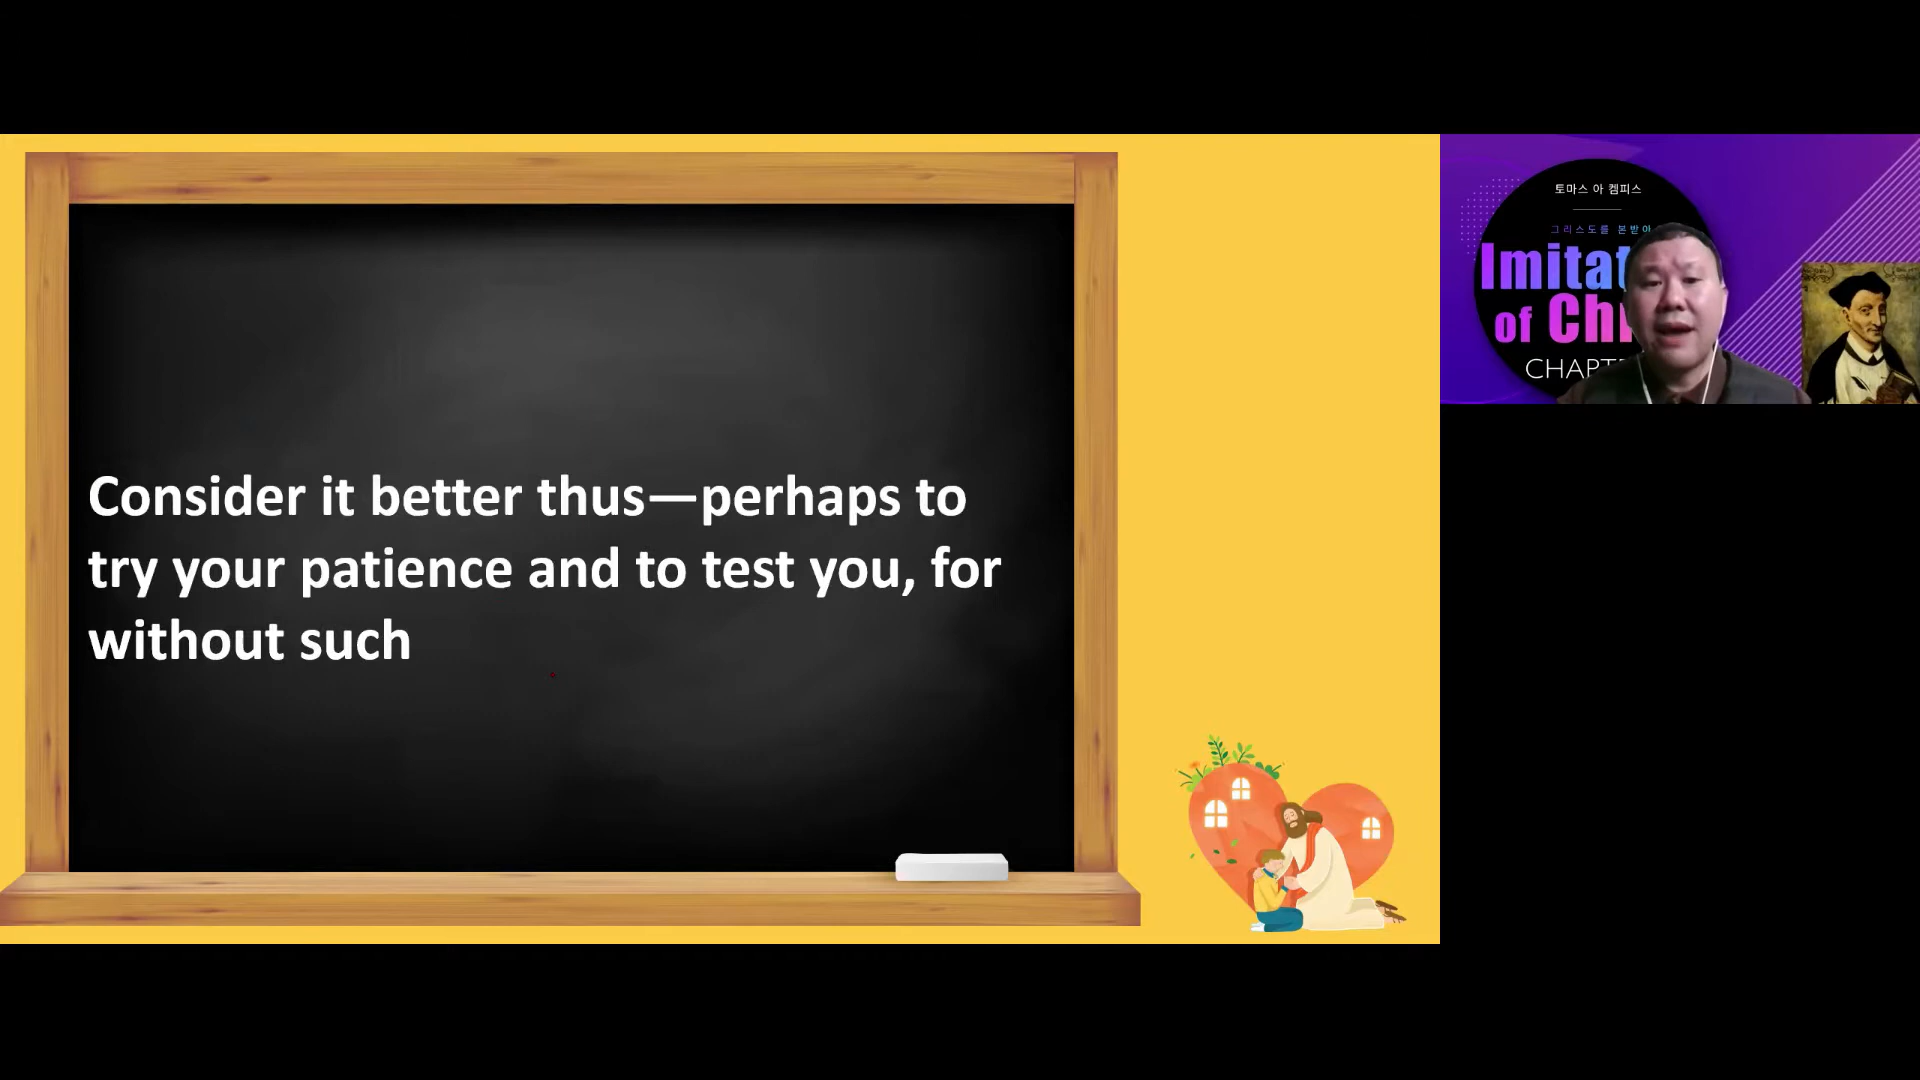 Consider it better thus—perhaps to
try your patience and to test you, for
without such
토마스 아 켐피스
그리스도를 본받아
Imitat
of Chr
CHAPTE